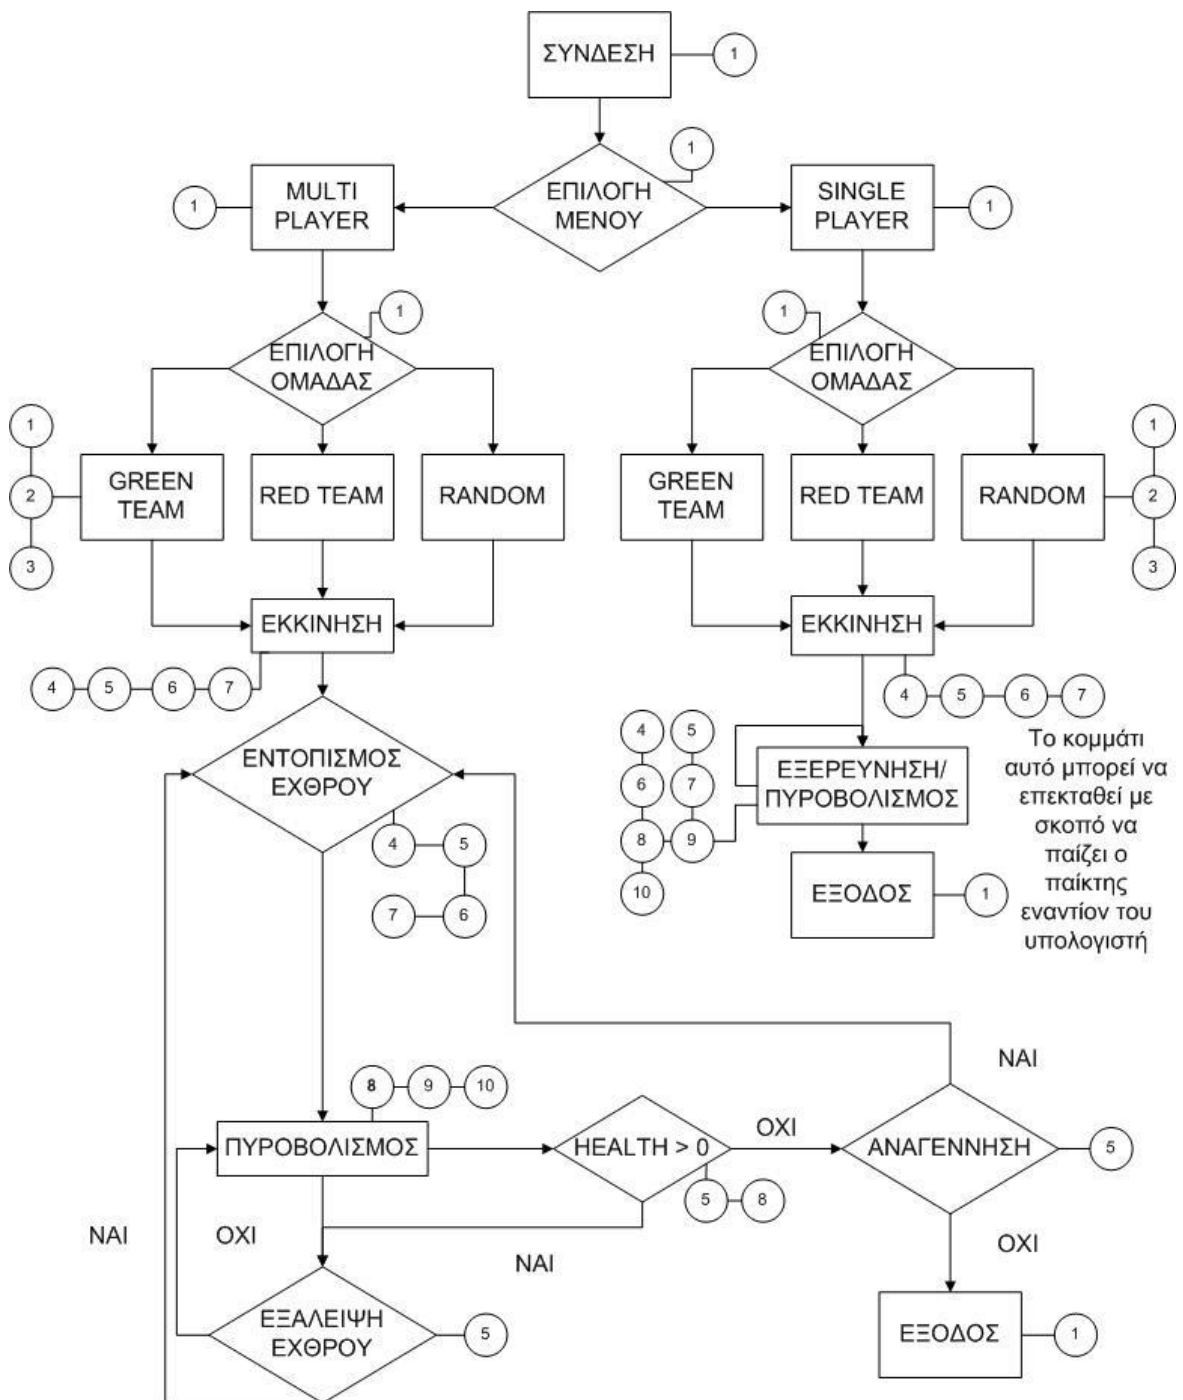 ΣΥΝΔΕΣΗ
1
1
ΕΠΙΛΟΓΗ
ΜΕΝΟΥ
MULTI
PLAYER
1
SINGLE
PLAYER
1
1
ΕΠΙΛΟΓΗ
ΟΜΑΔΑΣ
1
ΕΠΙΛΟΓΗ
ΟΜΑΔΑΣ
1
2
3
GREEN
TEAM
RED TEAM
RANDOM
GREEN
TEAM
RED TEAM
RANDOM
1
2
3
ΕΚΚΙΝΗΣΗ
4 5 6 7
ΕΚΚΙΝΗΣΗ
4 5 6 7
ΕΝΤΟΠΙΣΜΟΣ
ΕΧΘΡΟΥ
4 5
7 6
4 5
6 7
8 9
10
ΕΞΕΡΕΥΝΗΣΗ/
ΠΥΡΟΒΟΛΙΣΜΟΣ
ΕΞΟΔΟΣ
1
Το κομμάτι
αυτό μπορεί να
επεκταθεί με
σκοπό να
παίζει ο
παίκτης
εναντίον του
υπολογιστή
8 9 10
ΠΥΡΟΒΟΛΙΣΜΟΣ
HEALTH > 0
5 8
ΟΧΙ
ΑΝΑΓΕΝΝΗΣΗ
5
ΝΑΙ
ΝΑΙ
ΟΧΙ
ΝΑΙ
ΟΧΙ
ΕΞΑΛΕΙΨΗ
ΕΧΘΡΟΥ
5
ΕΞΟΔΟΣ
1